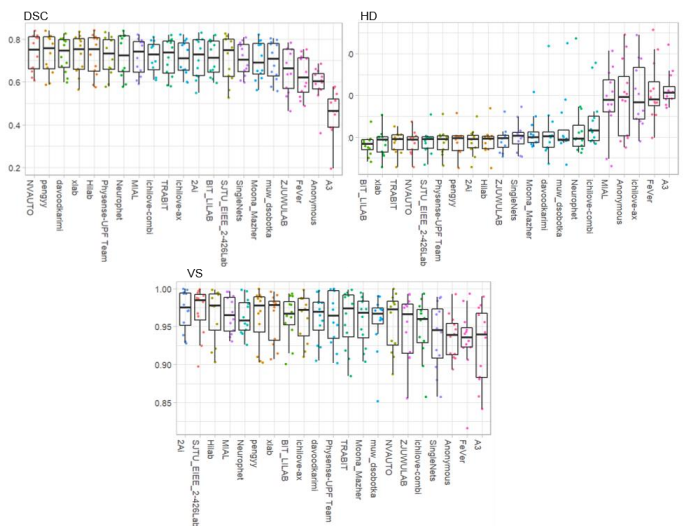 DSC
0.8
0.6
0.4
0.2
NVAUTO
pengyy
davoodkarimi
xlab
Hilab
Physense-UPF Team
Neurophet
MIAL
ichilove-combi
TRABIT
ichilove-ax
2Ai
BIT_LILAB
SJTU_EIEE_2-426Lab
SingleNets
Moona_Mazher
muw_dsobotka
ZJUWULAB
FeVer
Anonymous
A3
HD
0
0
0
BIT_LILAB
xlab
TRABIT
NVAUTO
SJTU_EIEE_2-426Lab
Physense-UPF Team
pengyy
2Ai
Hilab
ZJUWULAB
SingleNets
Moona_Mazher
davoodkarimi
muw_dsobotka
Neurophet
ichilove-combi
MIAL
Anonymous
ichilove-ax
FeVer
A3
VS
1.00
0.95
0.90
0.85
2Ai
SJTU_EIEE_2-426Lab
Hilab
MIAL
Neurophet
pengyy
xlab
BIT_LILAB
ichilove-ax
davoodkarimi
Physense-UPF Team
TRABIT
Moona_Mazher
muw_dsobotka
NVAUTO
ZJUWULAB
ichilove-combi
SingleNets
Anonymous
FeVer
A3